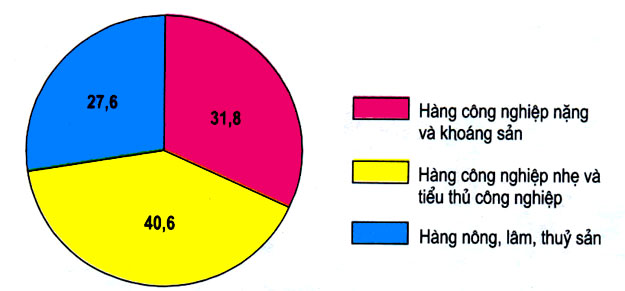 27,6
31,8
40,6
Hàng công nghiệp nặng
và khoáng sản
Hàng công nghiệp nhẹ và
tiểu thủ công nghiệp
Hàng nông, lâm, thuỷ sản